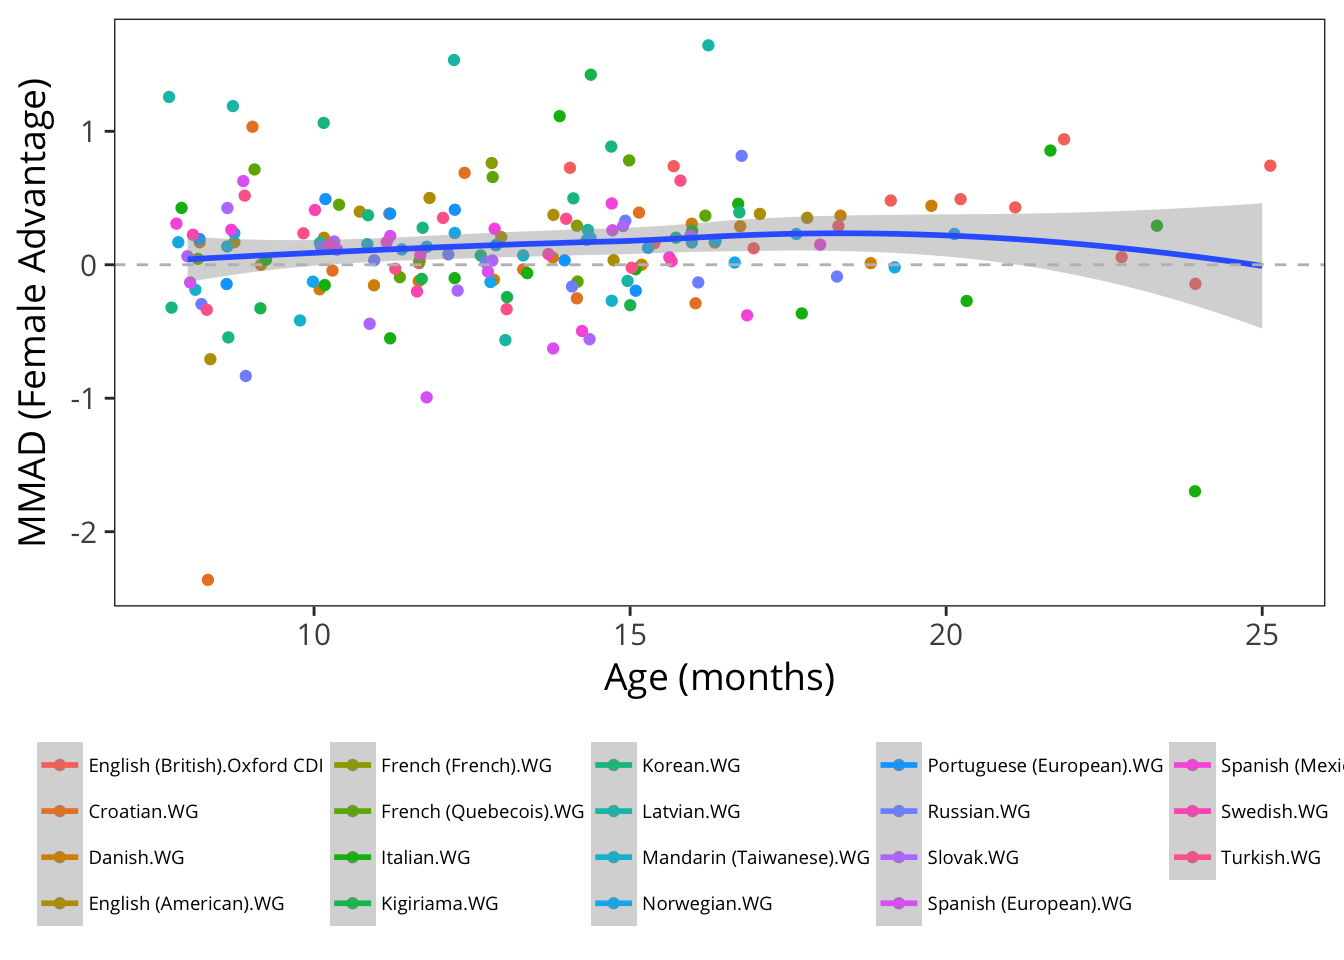 MMAD (Female Advantage)
1
0
-1
-2
10 15 20 25
Age (months)
English (British).Oxford CDI French (French).WG Korean.WG Portuguese (European).WG Spanish
Croatian.WG French (Quebecois).WG Latvian.WG Russian.WG Swedish.WG
Danish.WG Italian.WG Mandarin (Taiwanese).WG Slovak.WG Turkish.WG
English (American).WG Kigiriama.WG Norwegian.WG Spanish (European).WG